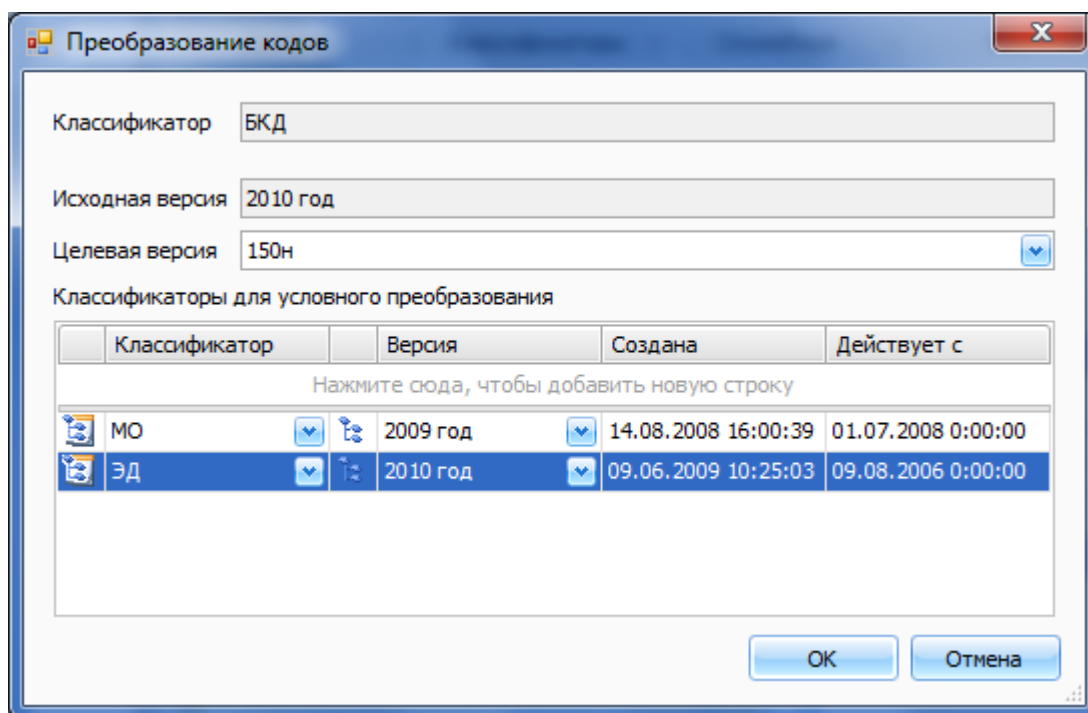 Преобразование кодов
Классификатор БКД
Исходная версия 2010 год
Целевая версия 150н
Классификаторы для условного преобразования
Классификатор Версия Создана Действует с
Нажмите сюда, чтобы добавить новую строку
МО 2009 год 14.08.2008 16:00:39 01.07.2008 0:00:00
ЭД 2010 год 09.06.2009 10:25:03 09.08.2006 0:00:00
ОК Отмена